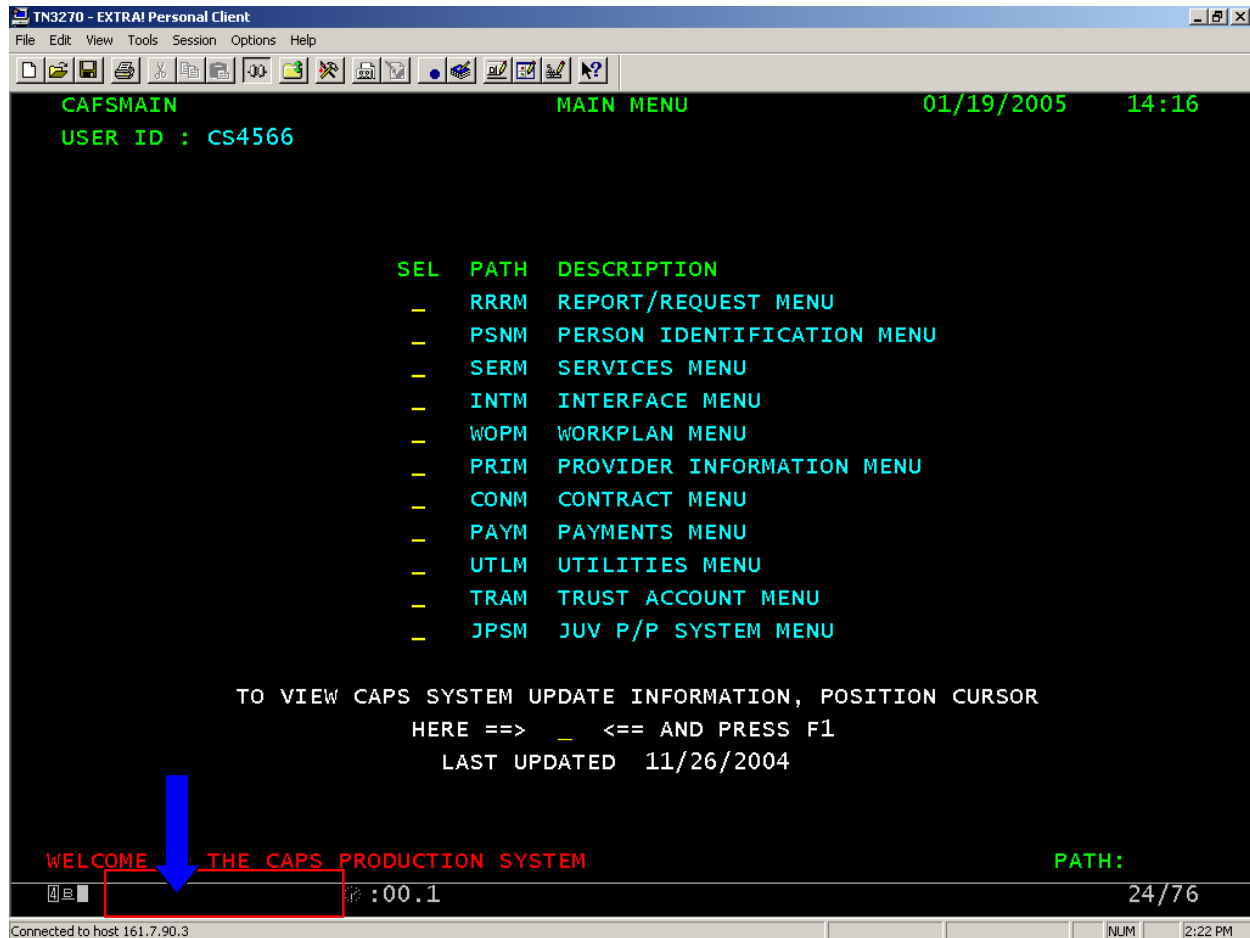 TN3270 - EXTRA! Personal Client
File Edit View Tools Session Options Help
CAFSMAIN MAIN MENU 01/19/2005 14:16
USER ID : CS4566
SEL PATH DESCRIPTION
_ RRRM REPORT/REQUEST MENU
_ PSNM PERSON IDENTIFICATION MENU
_ SERM SERVICES MENU
_ INTM INTERFACE MENU
_ WOPM WORKPLAN MENU
_ PRIM PROVIDER INFORMATION MENU
_ CONM CONTRACT MENU
_ PAYM PAYMENTS MENU
_ UTLM UTILITIES MENU
_ TRAM TRUST ACCOUNT MENU
_ JPSM JUV P/P SYSTEM MENU
TO VIEW CAPS SYSTEM UPDATE INFORMATION, POSITION CURSOR
HERE ==> _ <== AND PRESS F1
LAST UPDATED 11/26/2004
WELCOME THE CAPS PRODUCTION SYSTEM PATH:
4 :00.1 24/76
Connected to host 161.7.90.3 NUM 2:22 PM